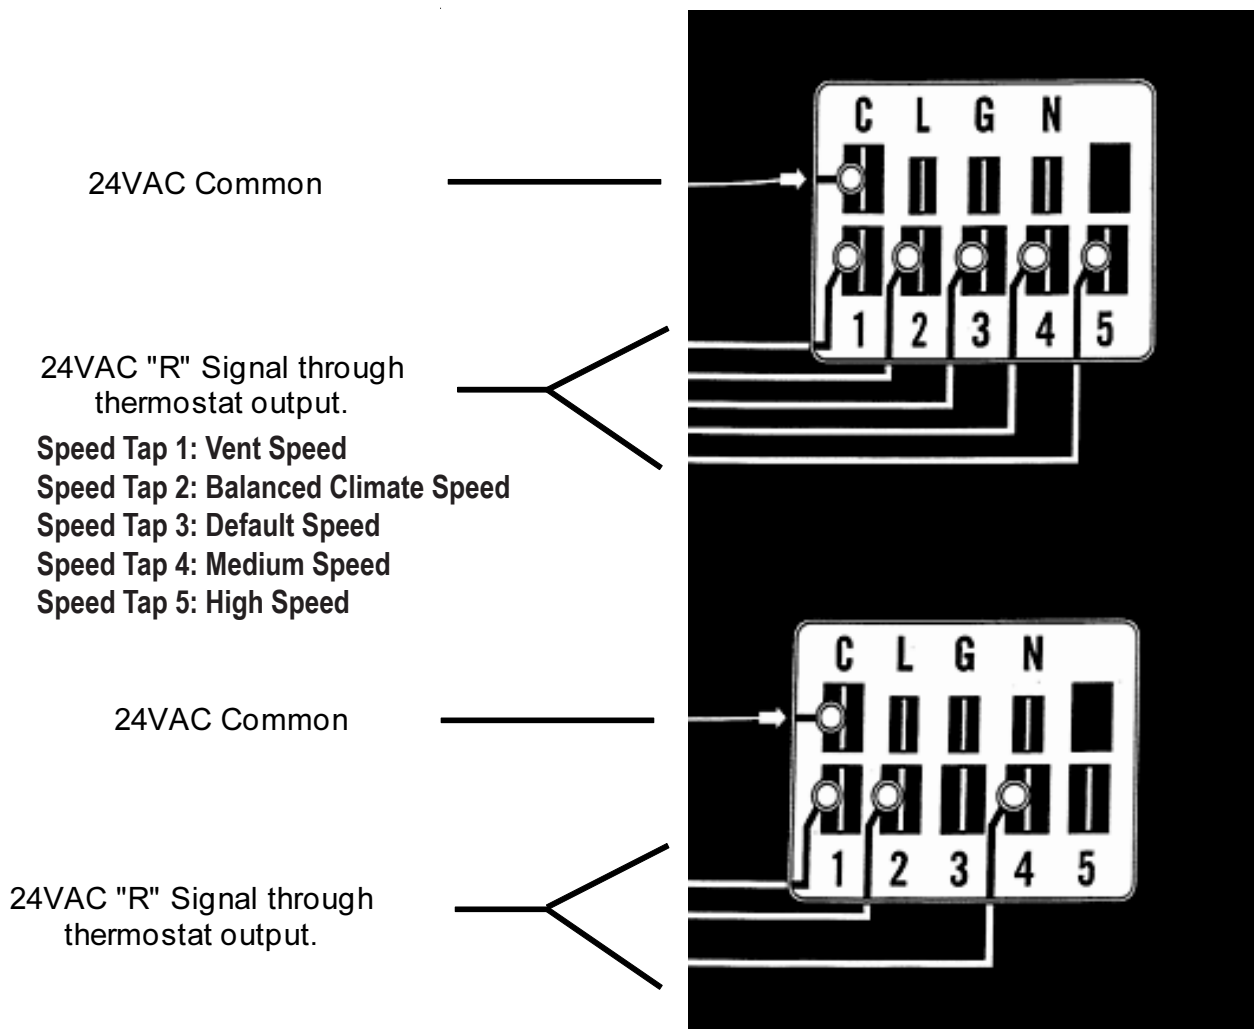 C L G N
24VAC Common
1 2 3 4 5
24VAC "R" Signal through
thermostat output.
Speed Tap 1: Vent Speed
Speed Tap 2: Balanced Climate Speed
Speed Tap 3: Default Speed
Speed Tap 4: Medium Speed
Speed Tap 5: High Speed
C L G N
24VAC Common
1 2 3 4 5
24VAC "R" Signal through
thermostat output.